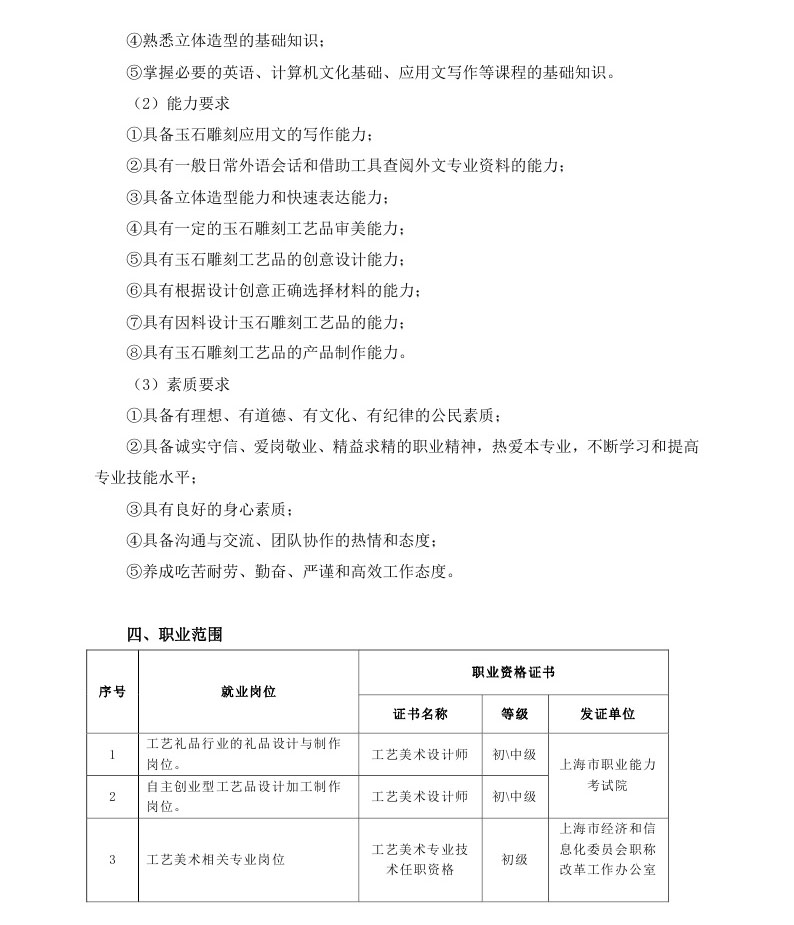 ④熟悉立体造型的基础知识；
⑤掌握必要的英语、计算机文化基础、应用文写作等课程的基础知识。
（2）能力要求
①具备玉石雕刻应用文的写作能力；
②具有一般日常外语会话和借助工具查阅外文专业资料的能力；
③具备立体造型能力和快速表达能力；
④具有一定的玉石雕刻工艺品审美能力；
⑤具有玉石雕刻工艺品的创意设计能力；
⑥具有根据设计创意正确选择材料的能力；
⑦具有因料设计玉石雕刻工艺品的能力；
⑧具有玉石雕刻工艺品的产品制作能力。
（3）素质要求
①具备有理想、有道德、有文化、有纪律的公民素质；
②具备诚实守信、爱岗敬业、精益求精的职业精神，热爱本专业，不断学习和提高
专业技能水平；
③具有良好的身心素质；
④具备沟通与交流、团队协作的热情和态度；
⑤养成吃苦耐劳、勤奋、严谨和高效工作态度。
四、职业范围
序号 就业岗位 职业资格证书
证书名称 等级 发证单位
1 工艺礼品行业的礼品设计与制作
岗位。 工艺美术设计师 初\中级 上海市职业能力
考试院
2 自主创业型工艺品设计加工制作
岗位。 工艺美术设计师 初\中级
3 工艺美术相关专业岗位 工艺美术专业技
术任职资格 初级 上海市经济和信
息化委员会职称
改革工作办公室